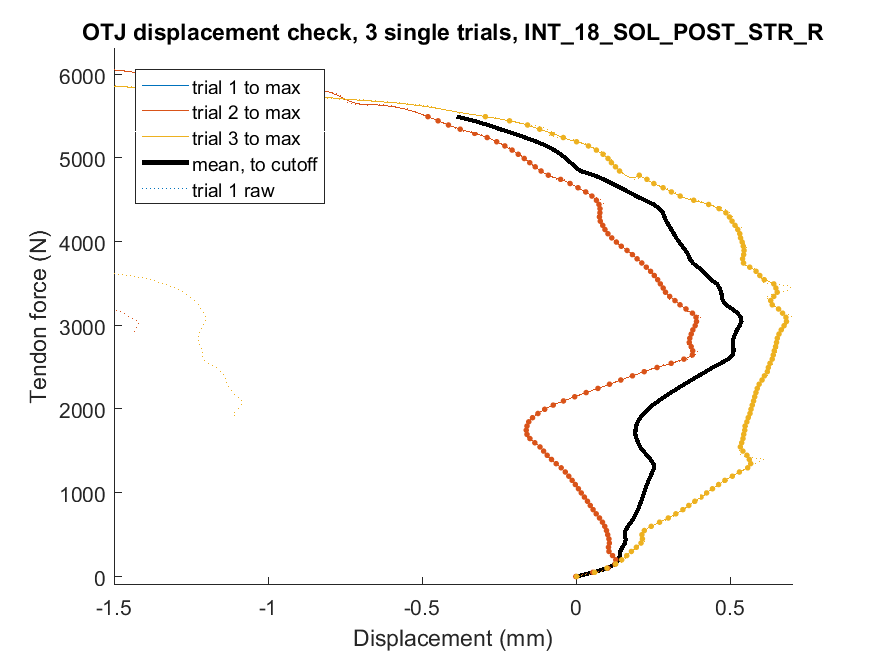 OTJ displacement check, 3 single trials, INT_18_SOL_POST_STR_R
6000
5000
4000
3000
2000
1000
0
Tendon force (N)
trial 1 to max
trial 2 to max
trial 3 to max
mean, to cutoff
trial 1 raw
-1.5
-1
-0.5
0
0.5
Displacement (mm)